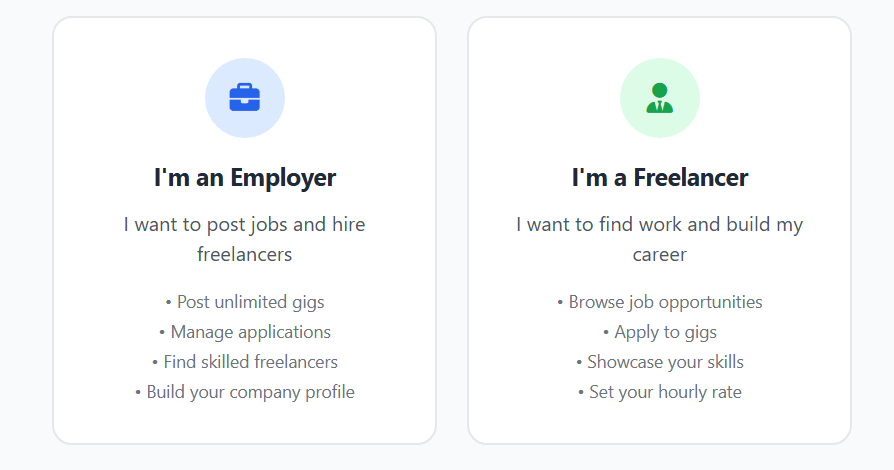 I'm an Employer
I want to post jobs and hire
freelancers
• Post unlimited gigs
• Manage applications
• Find skilled freelancers
• Build your company profile
I'm a Freelancer
I want to find work and build my
career
• Browse job opportunities
• Apply to gigs
• Showcase your skills
• Set your hourly rate